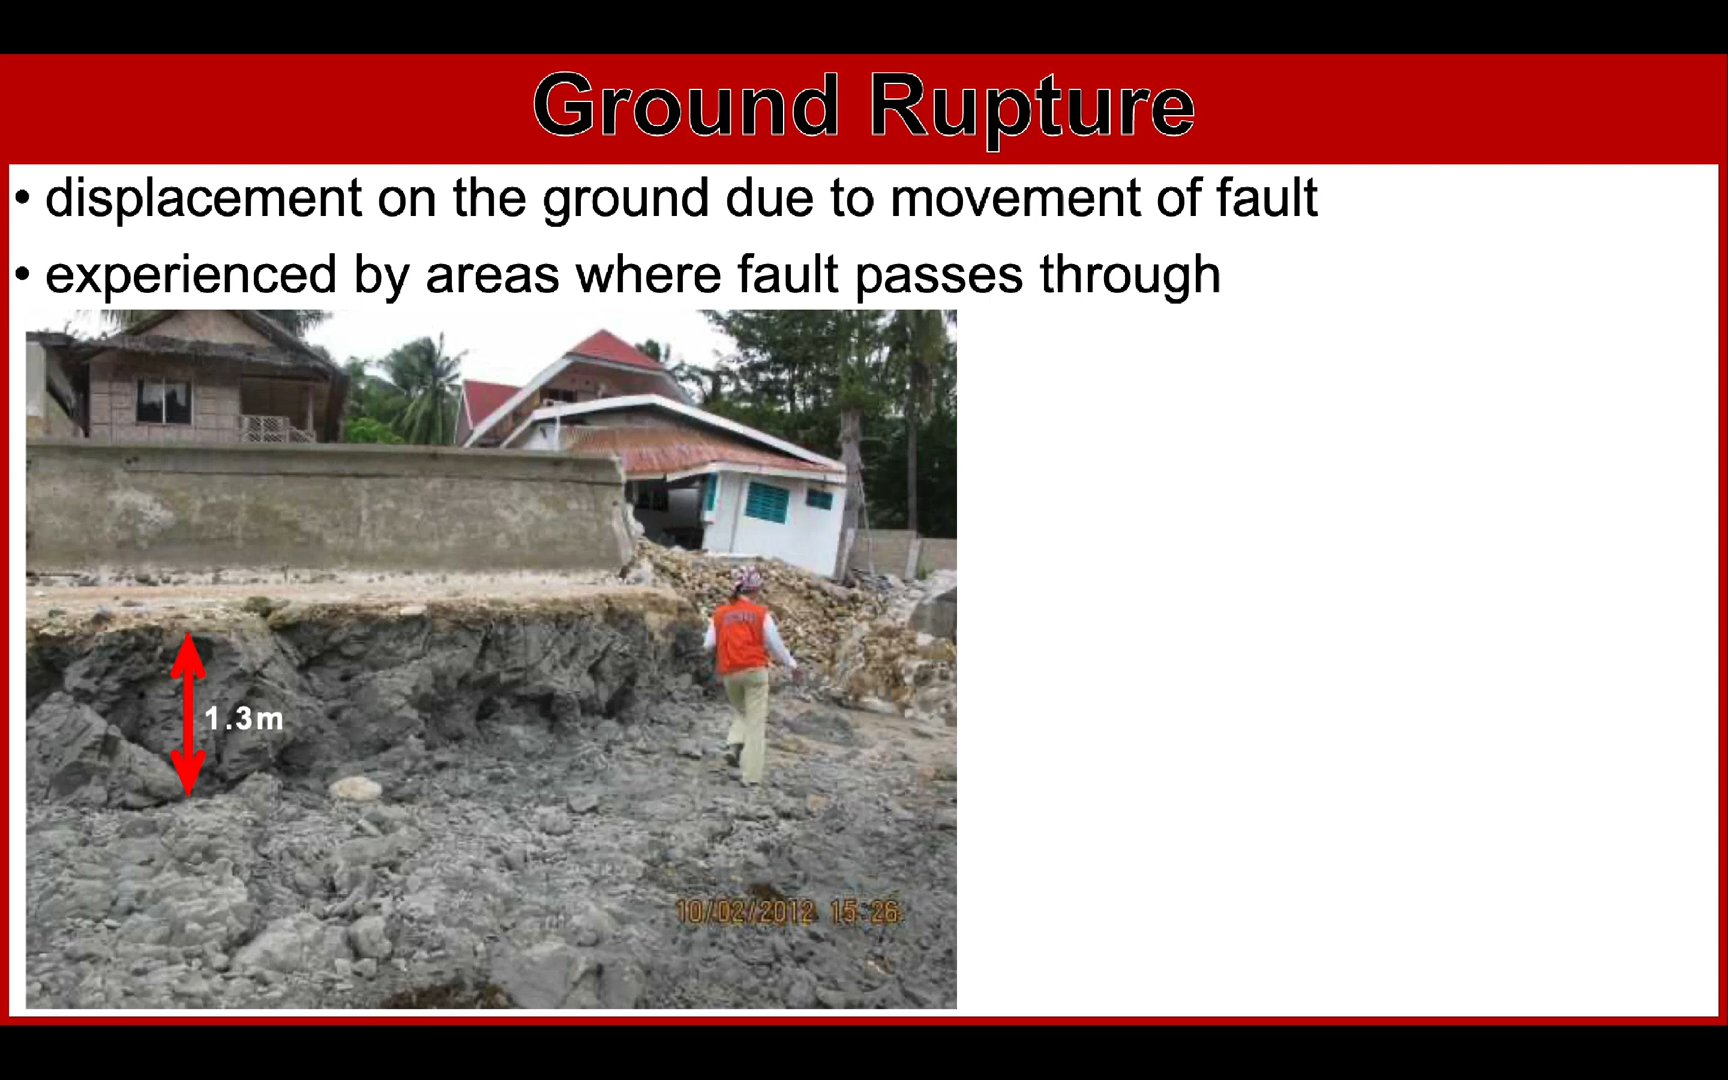 Ground Rupture
• displacement on the ground due to movement of fault
• experienced by areas where fault passes through
1.3m
10/02/2012 15:26